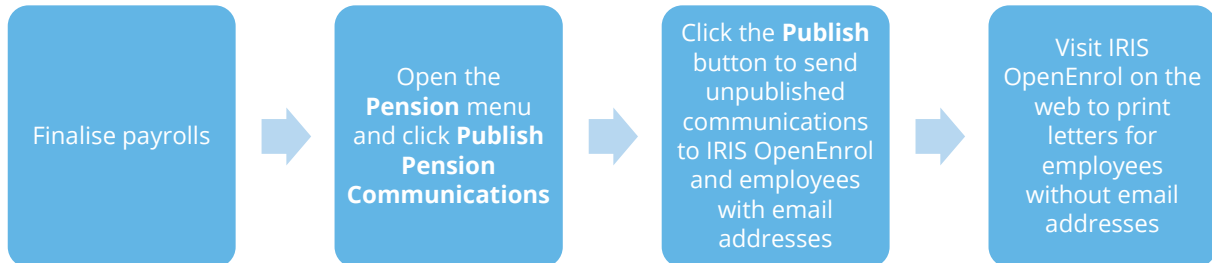 Finalise payrolls
Open the
Pension menu
and click Publish
Pension
Communications
Click the Publish
button to send
unpublished
communications
to IRIS OpenEnrol
and employees
with email
addresses
Visit IRIS
OpenEnrol on the
web to print
letters for
employees
without email
addresses